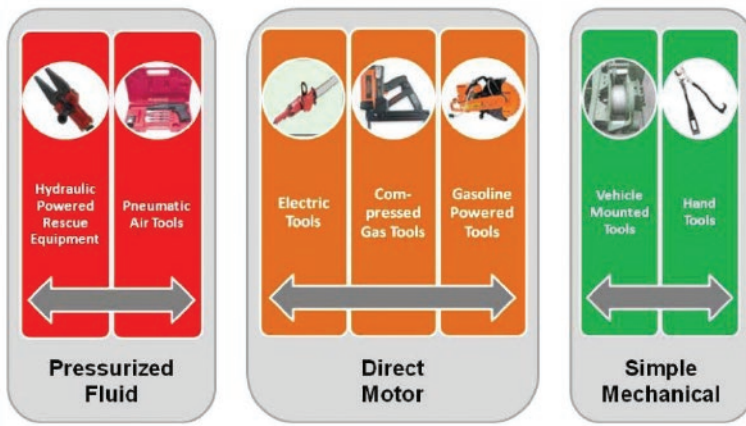 Hydraulic
Powered
Rescue
Equipment
Pneumatic
Air Tools
Electric
Tools
Com-
pressed
Gas Tools
Gasoline
Powered
Tools
Vehicle
Mounted
Tools
Hand
Tools
Pressurized
Fluid
Direct
Motor
Simple
Mechanical